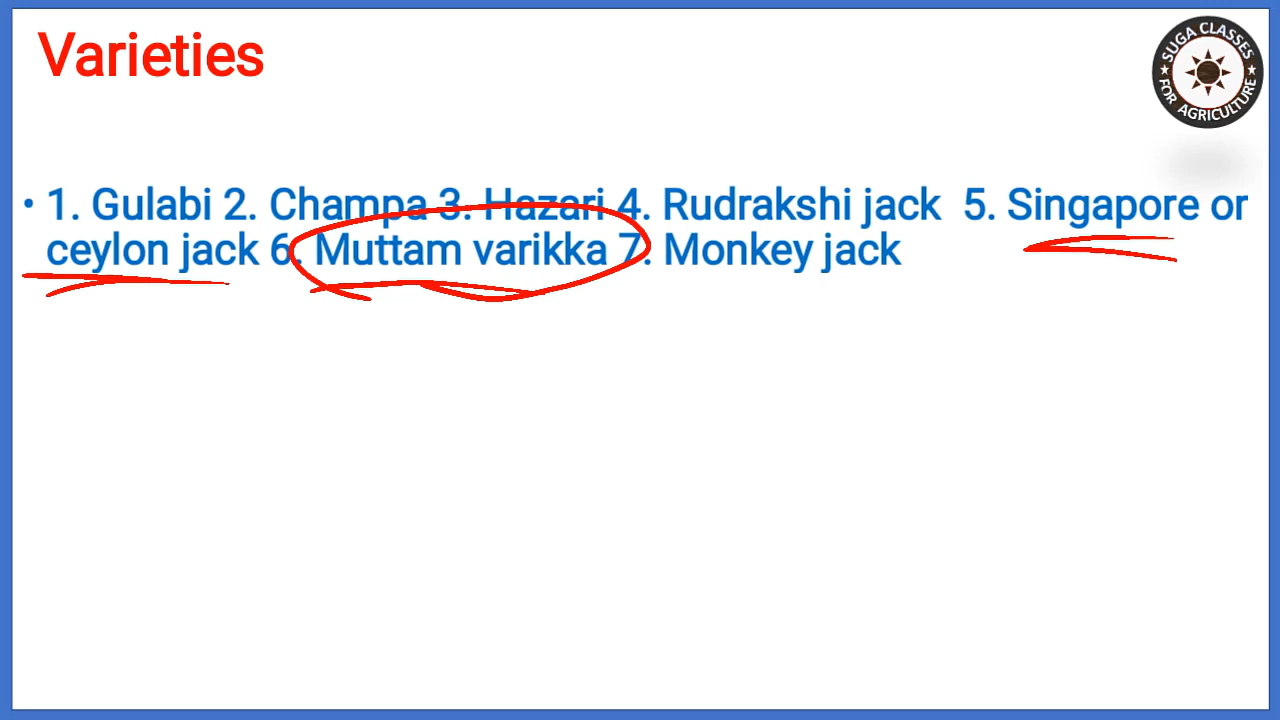 Varieties
SUGA CLASSES
FOR AGRICULTURE
• 1. Gulabi 2. Champa 3. Hazari 4. Rudrakshi jack 5. Singapore or
ceylon jack 6. Muttam varikka 7. Monkey jack